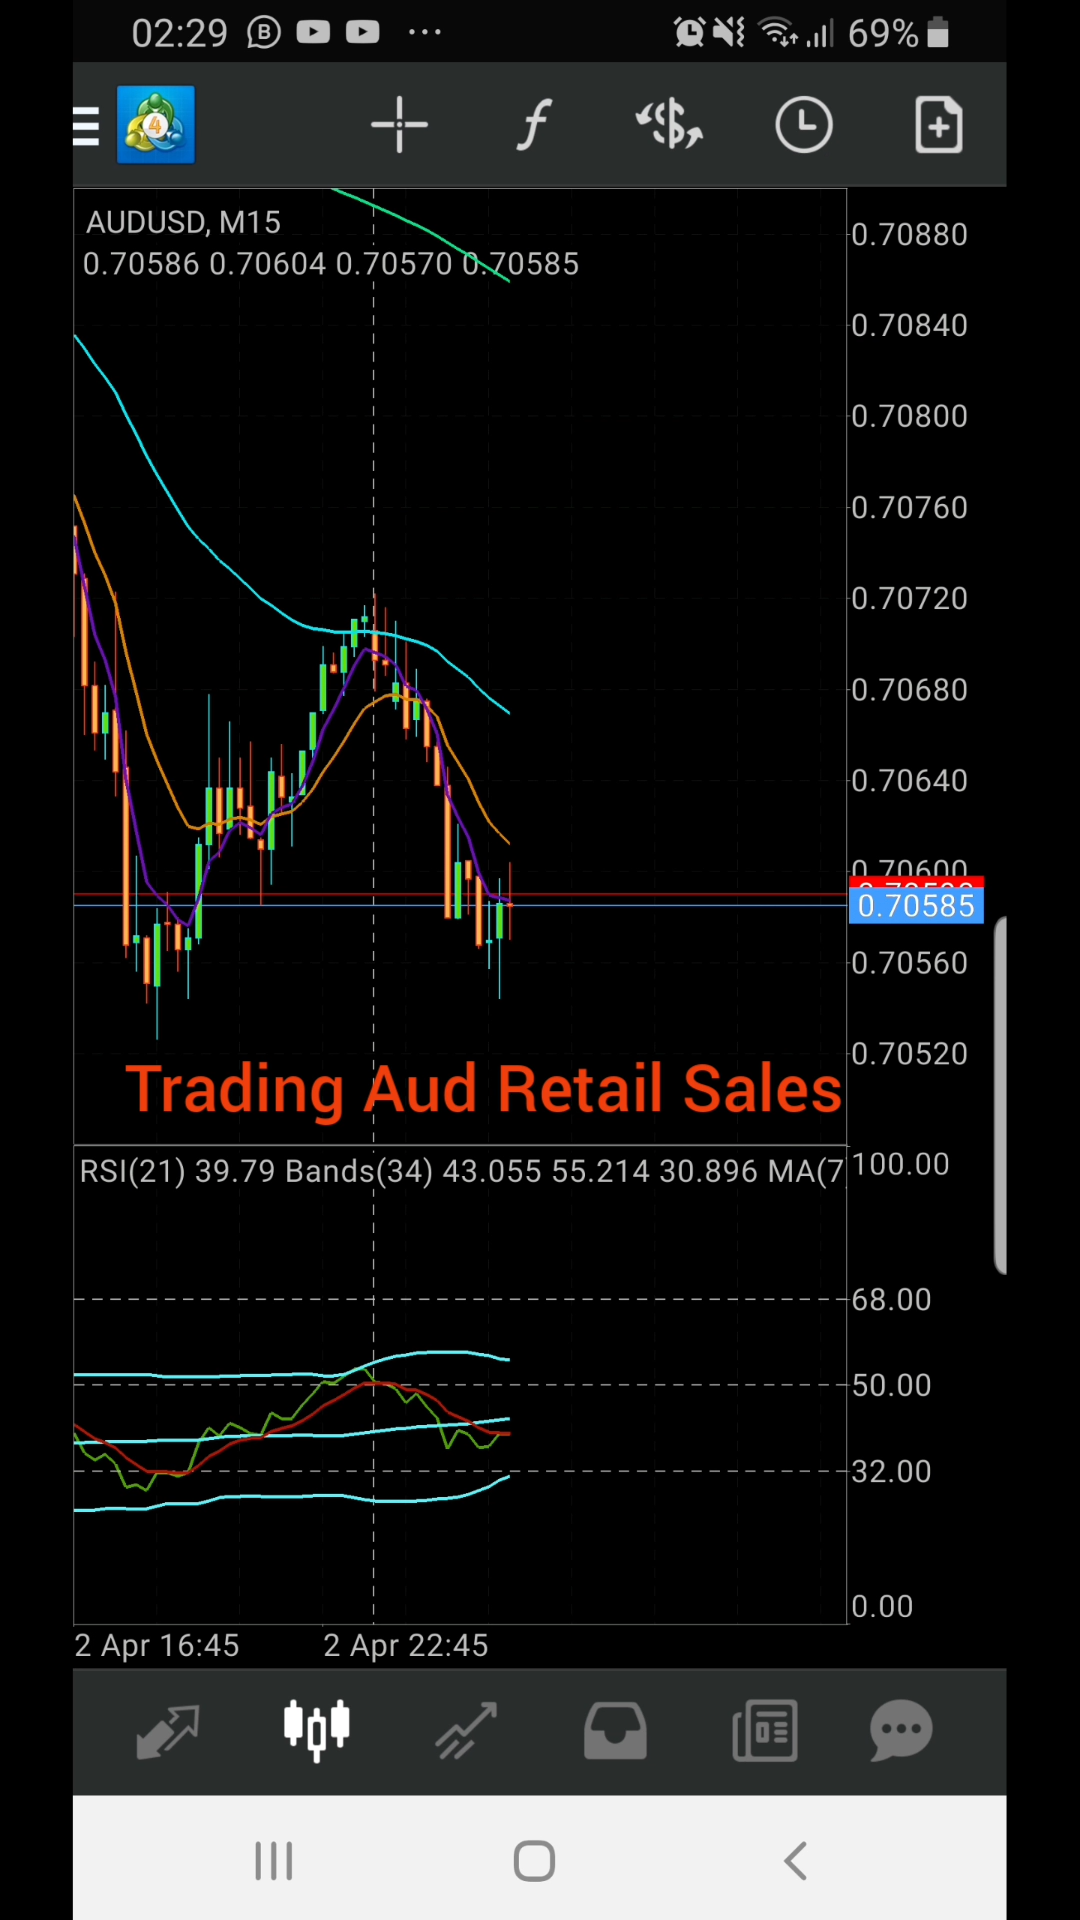 02:29 B 69%
4 f $
AUDUSD, M15
0.70586 0.70604 0.70570 0.70585
0.70880
0.70840
0.70800
0.70760
0.70720
0.70680
0.70640
0.70600
0.70585
0.70560
0.70520
Trading Aud Retail Sales
RSI(21) 39.79 Bands(34) 43.055 55.214 30.896 MA(7
100.00
68.00
50.00
32.00
0.00
2 Apr 16:45 2 Apr 22:45